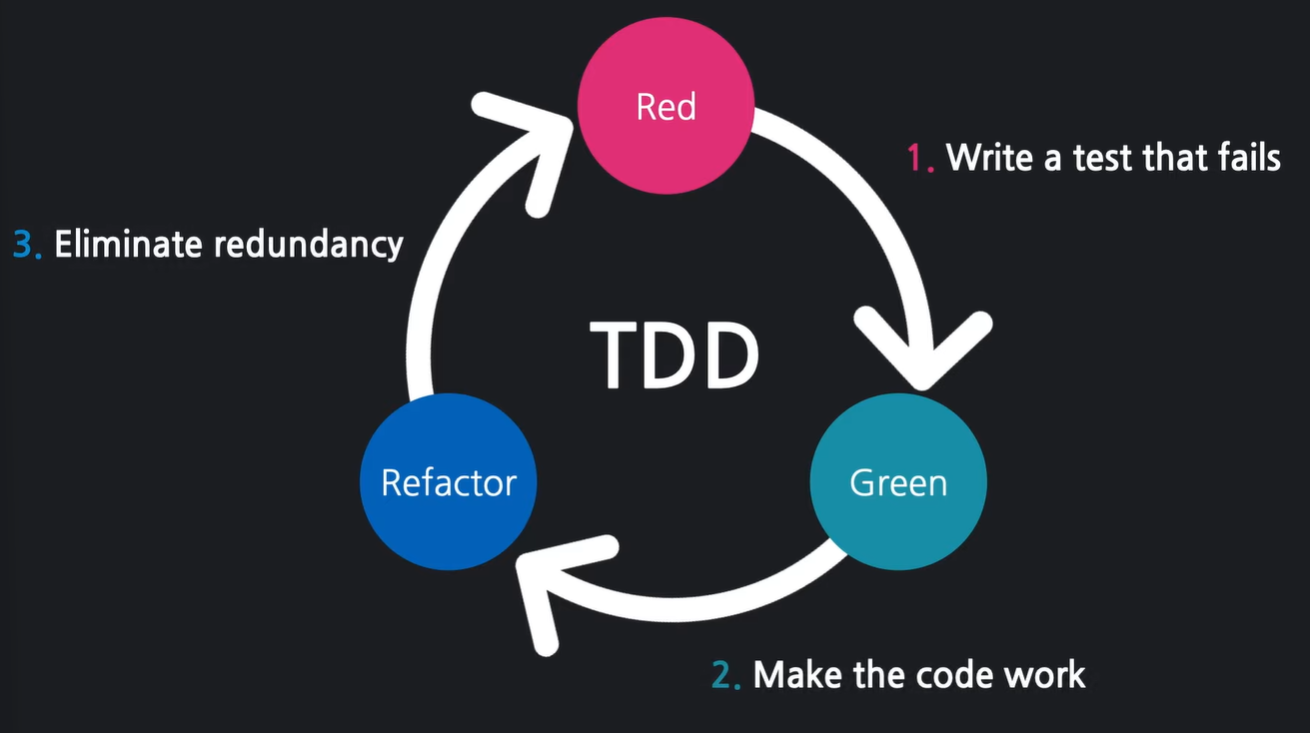 Red
1. Write a test that fails
3. Eliminate redundancy
TDD
Refactor
Green
2. Make the code work